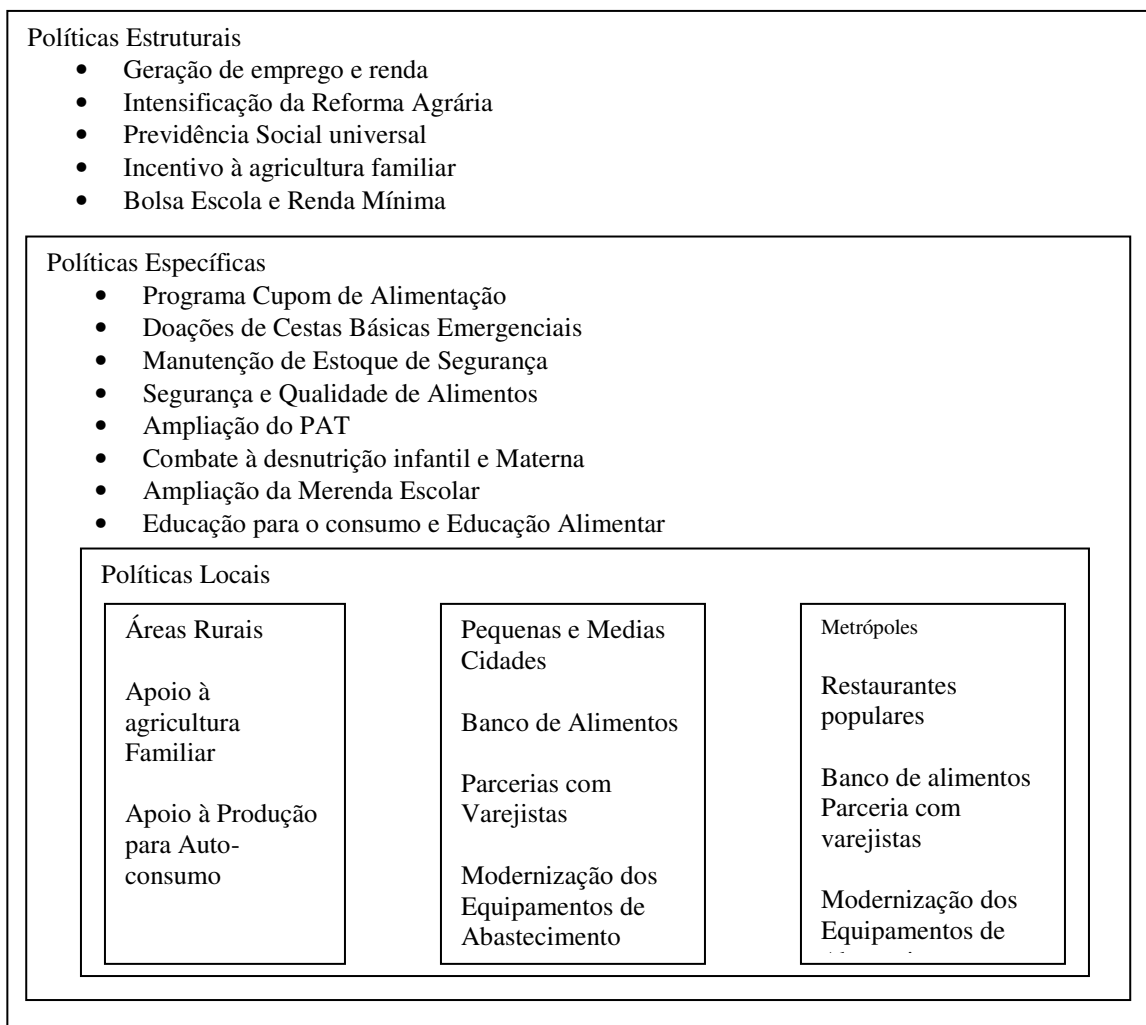 Políticas Estruturais
• Geração de emprego e renda
• Intensificação da Reforma Agrária
• Previdência Social universal
• Incentivo à agricultura familiar
• Bolsa Escola e Renda Mínima
Políticas Específicas
• Programa Cupom de Alimentação
• Doações de Cestas Básicas Emergenciais
• Manutenção de Estoque de Segurança
• Segurança e Qualidade de Alimentos
• Ampliação do PAT
• Combate à desnutrição infantil e Materna
• Ampliação da Merenda Escolar
• Educação para o consumo e Educação Alimentar
Políticas Locais
Áreas Rurais
Apoio à
agricultura
Familiar
Apoio à Produção
para Auto-
consumo
Pequenas e Medias
Cidades
Banco de Alimentos
Parcerias com
Varejistas
Modernização dos
Equipamentos de
Abastecimento
Metrópoles
Restaurantes
populares
Banco de alimentos
Parceria com
varejistas
Modernização dos
Equipamentos de